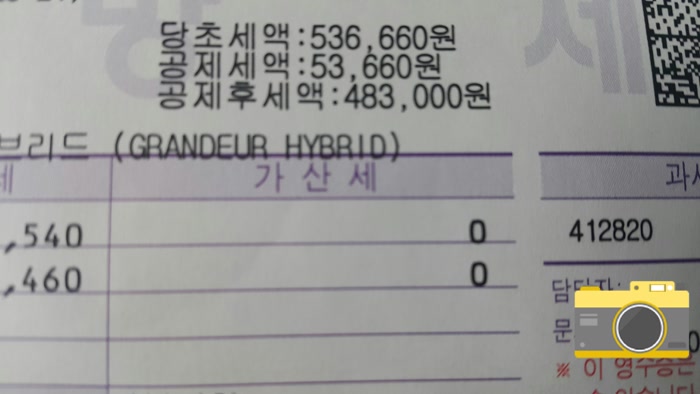 당초세액:536,660원
공제세액:53,660원
공제후세액:483,000원
브리드 (GRANDEUR HYBRID)
세 가 산 세 과세
,540 0 412820
,460 0
담당자:
문
※ 이 영수증은